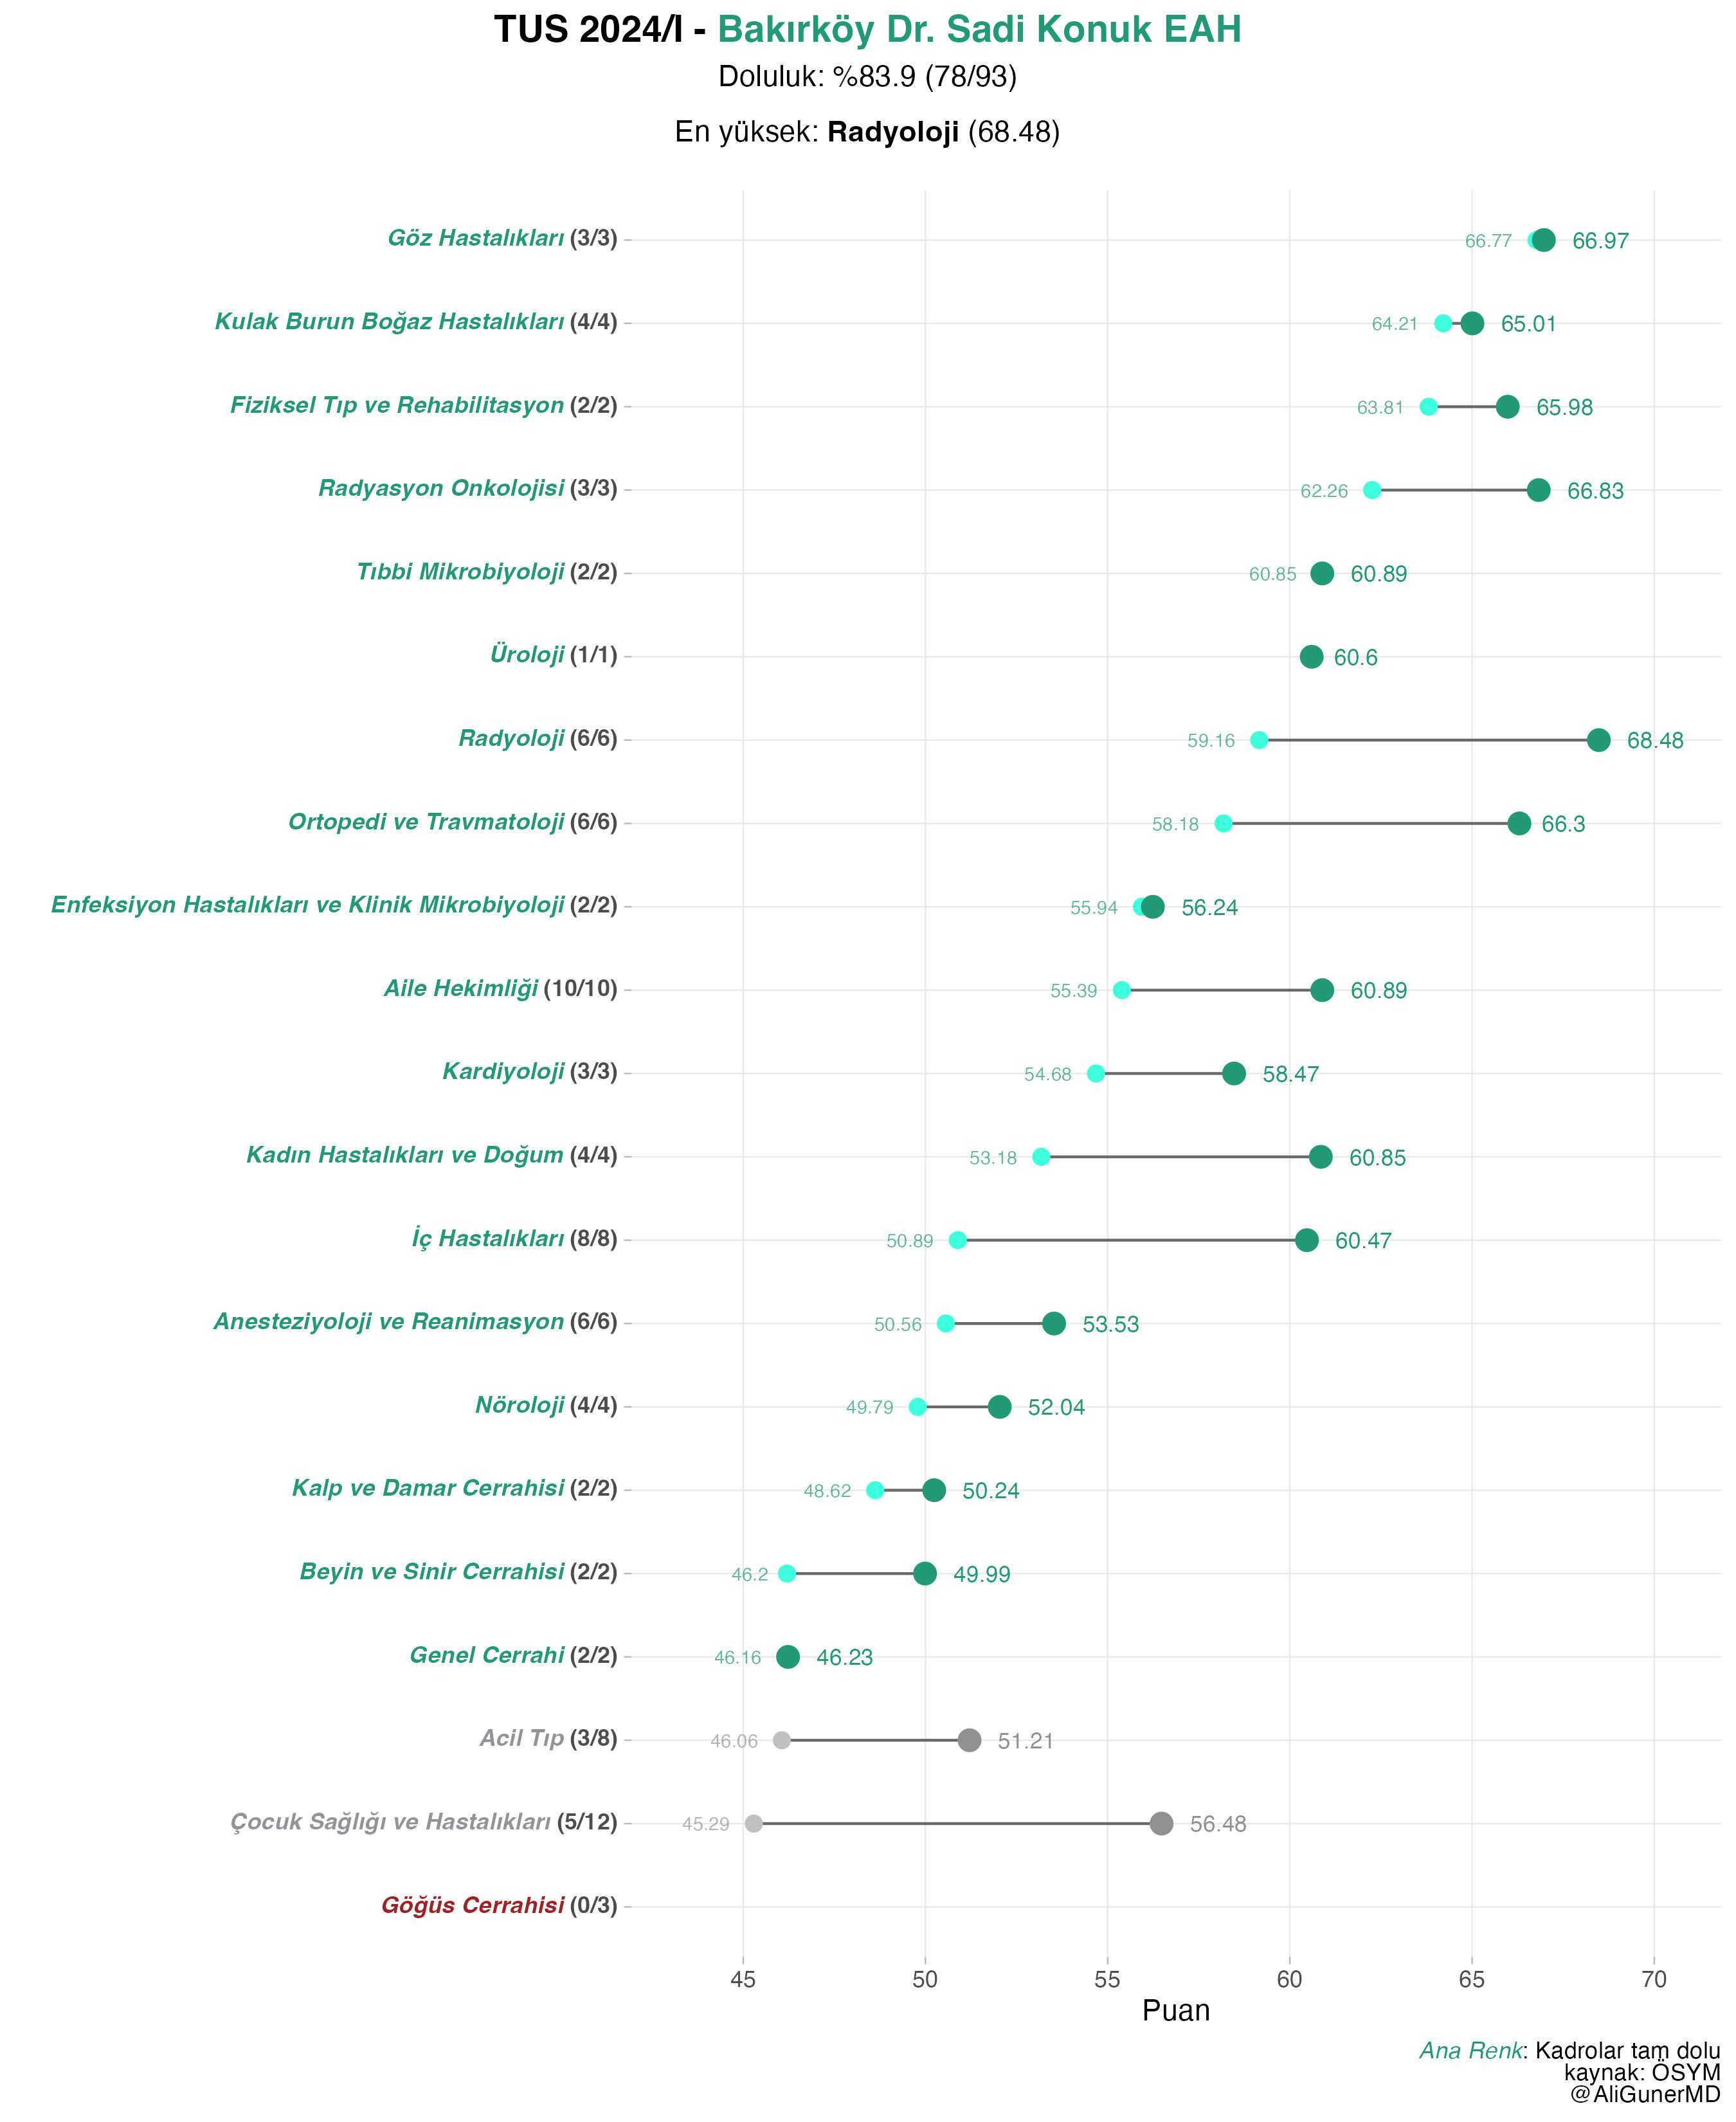 TUS 2024/I - Bakırköy Dr. Sadi Konuk EAH
Doluluk: %83.9 (78/93)
En yüksek: Radyoloji (68.48)
Göz Hastalıkları (3/3) 66.77 66.97
Kulak Burun Boğaz Hastalıkları (4/4) 64.21 65.01
Fiziksel Tıp ve Rehabilitasyon (2/2) 63.81 65.98
Radyasyon Onkolojisi (3/3) 62.26 66.83
Tıbbi Mikrobiyoloji (2/2) 60.85 60.89
Üroloji (1/1) 60.6
Radyoloji (6/6) 59.16 68.48
Ortopedi ve Travmatoloji (6/6) 58.18 66.3
Enfeksiyon Hastalıkları ve Klinik Mikrobiyoloji (2/2) 55.94 56.24
Aile Hekimliği (10/10) 55.39 60.89
Kardiyoloji (3/3) 54.68 58.47
Kadın Hastalıkları ve Doğum (4/4) 53.18 60.85
İç Hastalıkları (8/8) 50.89 60.47
Anesteziyoloji ve Reanimasyon (6/6) 50.56 53.53
Nöroloji (4/4) 49.79 52.04
Kalp ve Damar Cerrahisi (2/2) 48.62 50.24
Beyin ve Sinir Cerrahisi (2/2) 46.2 49.99
Genel Cerrahi (2/2) 46.16 46.23
Acil Tıp (3/8) 46.06 51.21
Çocuk Sağlığı ve Hastalıkları (5/12) 45.29 56.48
Göğüs Cerrahisi (0/3)
45 50 55 60 65 70
Puan
Ana Renk: Kadrolar tam dolu
kaynak: ÖSYM
@AliGunerMD